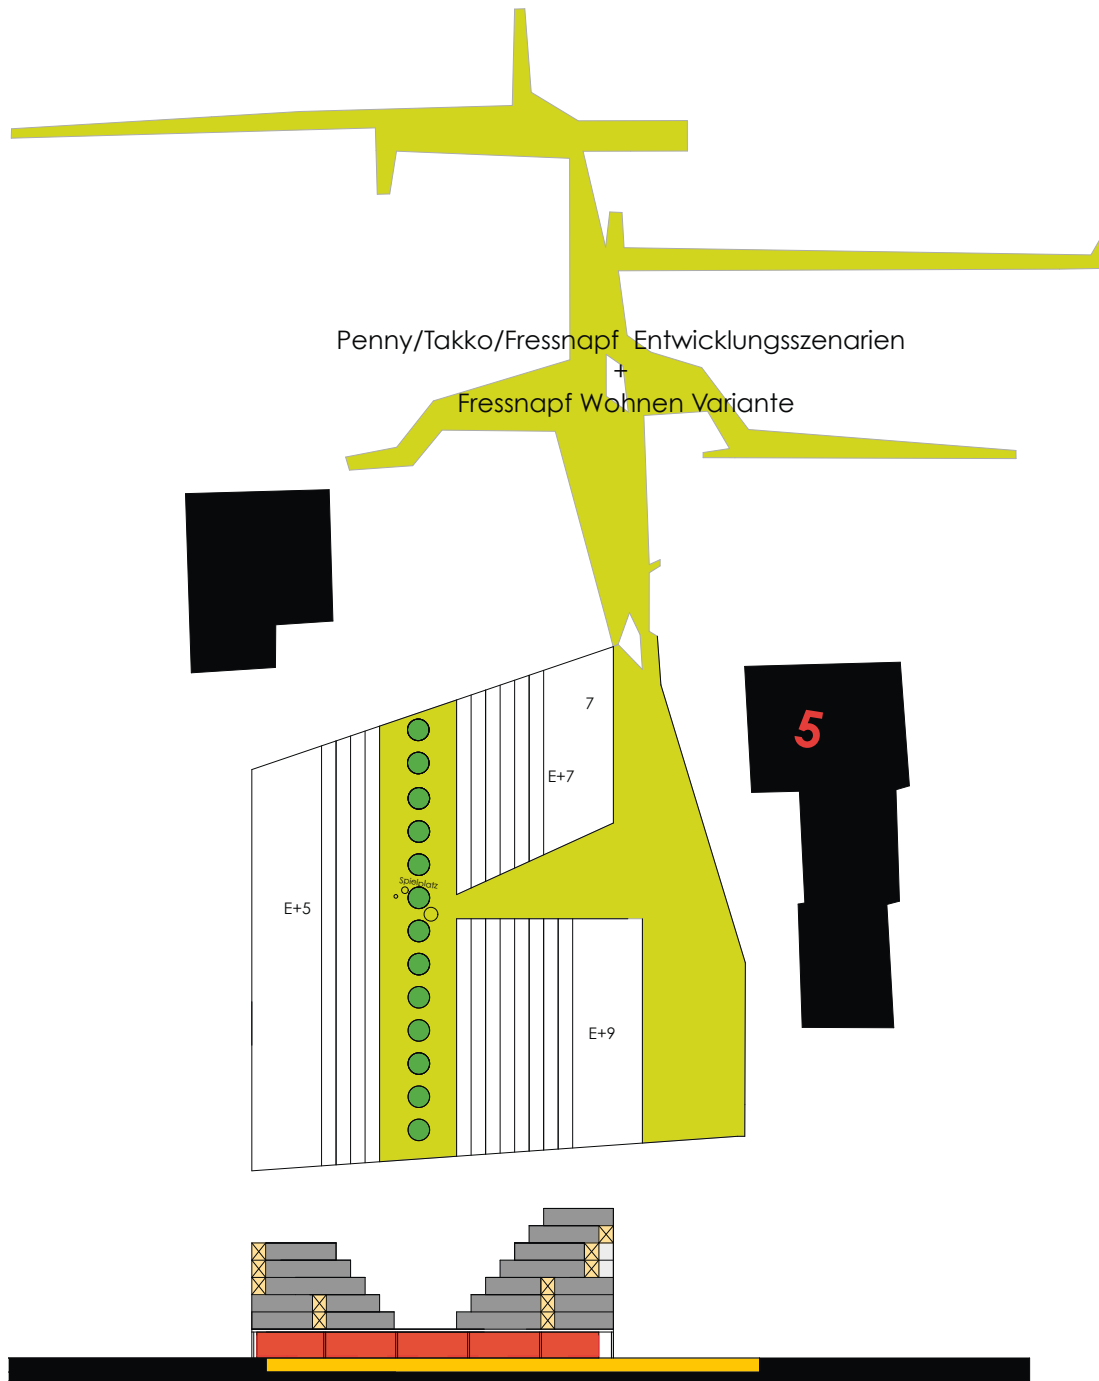 Penny/Takko/Fressnapf Entwicklungsszenarien
+
Fressnapf Wohnen Variante
7
5
E+7
Spielplatz
E+5
E+9